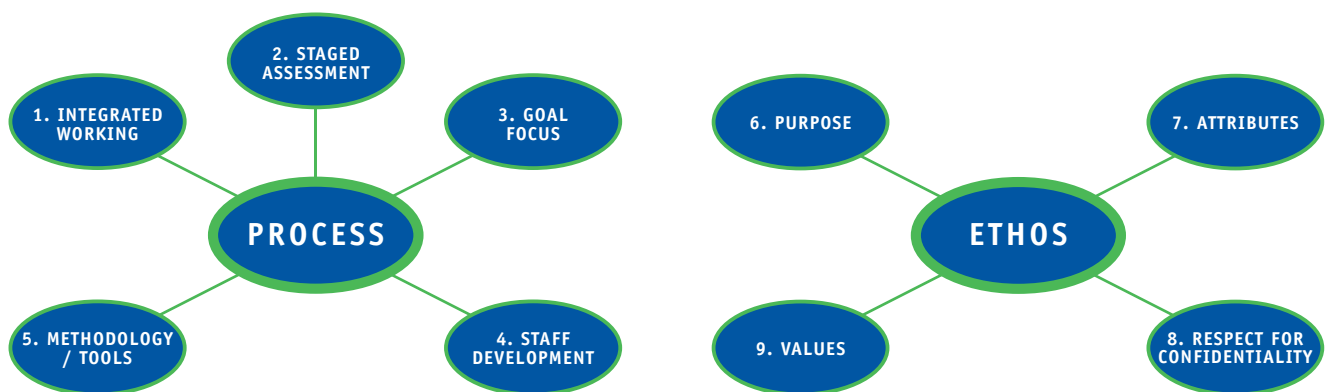 2. STAGED
ASSESSMENT
1. INTEGRATED
WORKING
3. GOAL
FOCUS
PROCESS
5. METHODOLOGY
/ TOOLS
4. STAFF
DEVELOPMENT
6. PURPOSE
7. ATTRIBUTES
ETHOS
9. VALUES
8. RESPECT FOR
CONFIDENTIALITY